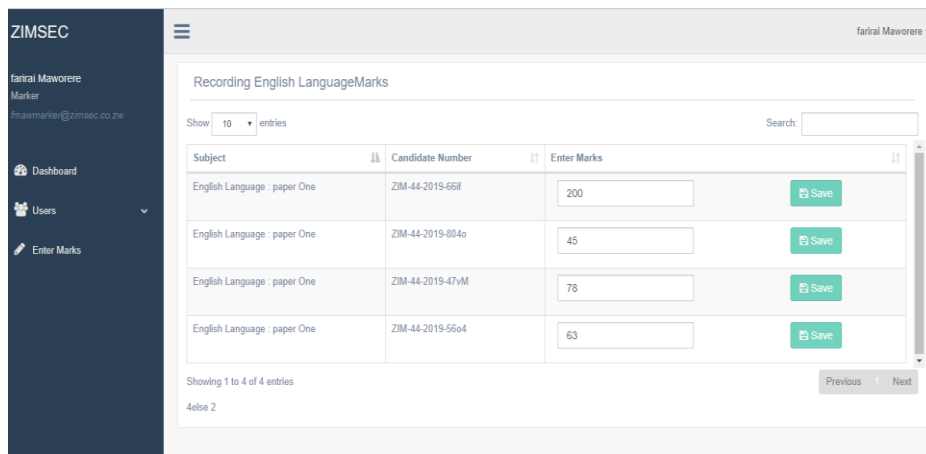 ZIMSEC
farirai Maworere
farirai Maworere
Marker
fmawmarker@zimsec.co.zw
Dashboard
Users
Enter Marks
Recording English LanguageMarks
Show 10 entries
Search:
Subject Candidate Number Enter Marks
English Language : paper One ZIM-44-2019-66If 200 Save
English Language : paper One ZIM-44-2019-804o 45 Save
English Language : paper One ZIM-44-2019-47vM 78 Save
English Language : paper One ZIM-44-2019-56o4 63 Save
Showing 1 to 4 of 4 entries
Previous 1 Next
4else 2